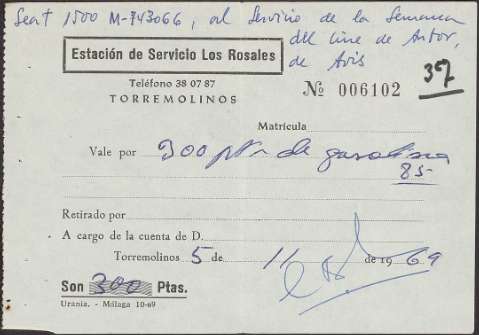 Seat 1500 M-743066, al Servicio de la Semana
del Cine de Autor,
de Avis
37
Estación de Servicio Los Rosales
Teléfono 38 07 87
TORREMOLINOS
Nº 006102
Matrícula
Vale por 300 pts de gasolina
85-
Retirado por
A cargo de la cuenta de D.
Torremolinos 5 de 11 de 1969
Son 300 Ptas.
Urania. - Málaga 10-69